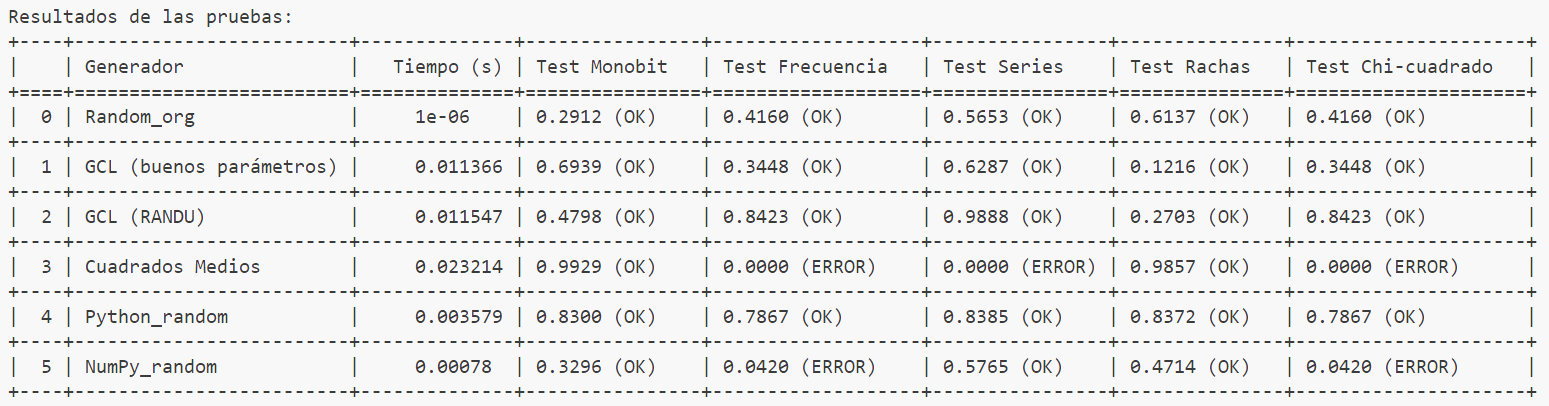 Resultados de las pruebas:
+----+------------------------+-------------+---------------+------------------+----------------+--------------+--------------------+
|    | Generador              |   Tiempo (s) | Test Monobit   | Test Frecuencia   | Test Series    | Test Rachas   | Test Chi-cuadrado   |
+====+========================+=============+===============+==================+================+==============+====================+
|  0 | Random_org             |     1e-06    | 0.2912 (OK)    | 0.4160 (OK)       | 0.5653 (OK)    | 0.6137 (OK)   | 0.4160 (OK)         |
+----+------------------------+-------------+---------------+------------------+----------------+--------------+--------------------+
|  1 | GCL (buenos parámetros) |     0.011366 | 0.6939 (OK)    | 0.3448 (OK)       | 0.6287 (OK)    | 0.1216 (OK)   | 0.3448 (OK)         |
+----+------------------------+-------------+---------------+------------------+----------------+--------------+--------------------+
|  2 | GCL (RANDU)            |     0.011547 | 0.4798 (OK)    | 0.8423 (OK)       | 0.9888 (OK)    | 0.2703 (OK)   | 0.8423 (OK)         |
+----+------------------------+-------------+---------------+------------------+----------------+--------------+--------------------+
|  3 | Cuadrados Medios       |     0.023214 | 0.9929 (OK)    | 0.0000 (ERROR)    | 0.0000 (ERROR) | 0.9857 (OK)   | 0.0000 (ERROR)      |
+----+------------------------+-------------+---------------+------------------+----------------+--------------+--------------------+
|  4 | Python_random          |     0.003579 | 0.8300 (OK)    | 0.7867 (OK)       | 0.8385 (OK)    | 0.8372 (OK)   | 0.7867 (OK)         |
+----+------------------------+-------------+---------------+------------------+----------------+--------------+--------------------+
|  5 | NumPy_random           |     0.00078  | 0.3296 (OK)    | 0.0420 (ERROR)    | 0.5765 (OK)    | 0.4714 (OK)   | 0.0420 (ERROR)      |
+----+------------------------+-------------+---------------+------------------+----------------+--------------+--------------------+